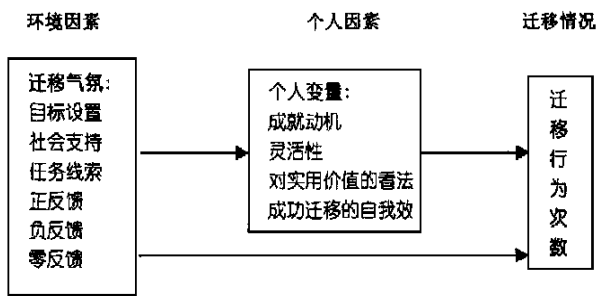 环境因素
个人因素
迁移情况
迁移气氛:
目标设置
社会支持
任务线索
正反馈
负反馈
零反馈
个人变量:
成就动机
灵活性
对实用价值的看法
成功迁移的自我效
迁
移
行
为
次
数